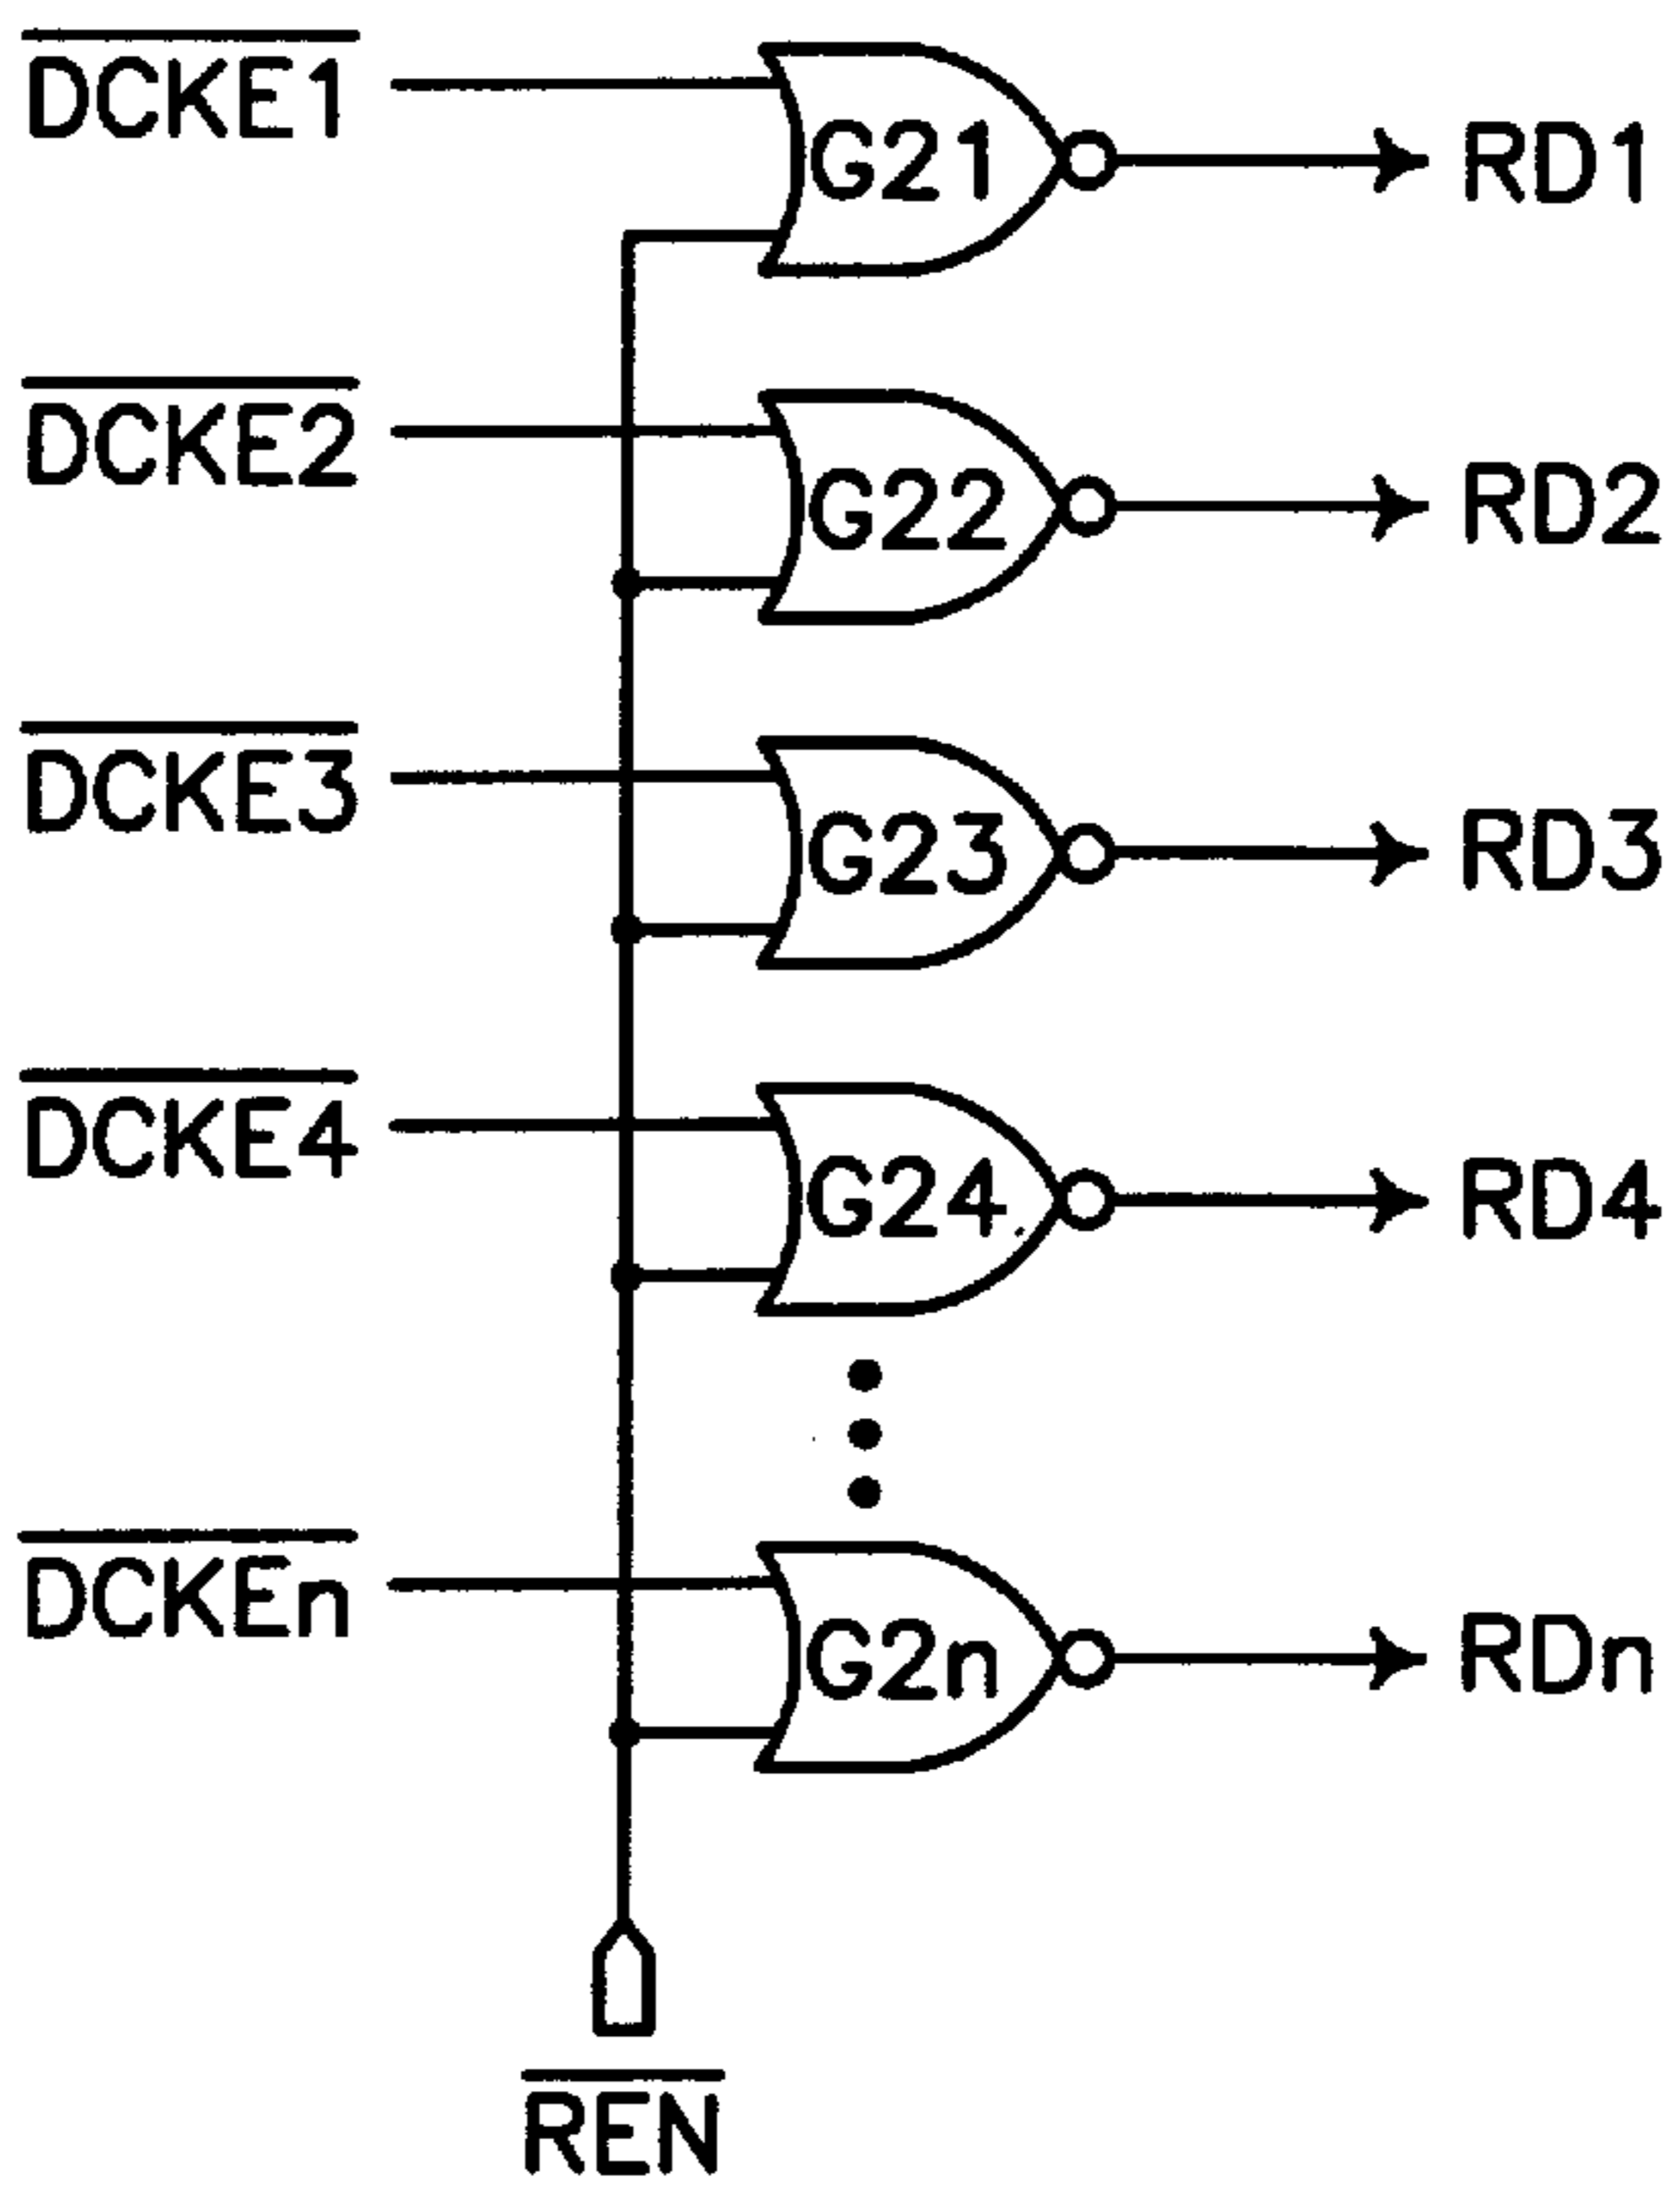 DCKE1 G21 RD1
DCKE2 G22 RD2
DCKE3 G23 RD3
DCKE4 G24 RD4
DCKEn G2n RDn
REN